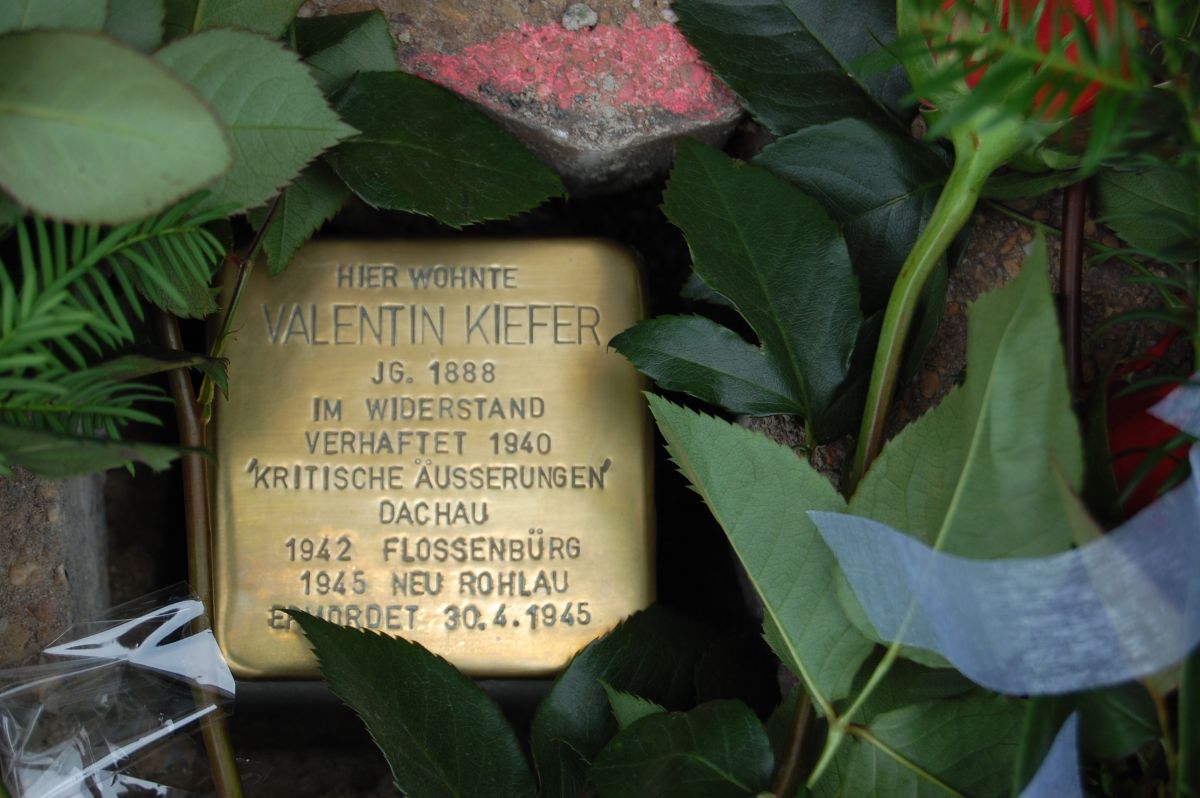 HIER WOHNTE
VALENTIN KIEFER
JG. 1888
IM WIDERSTAND
VERHAFTET 1940
'KRITISCHE ÄUSSERUNGEN'
DACHAU
1942 FLOSSENBÜRG
1945 NEU ROHLAU
ERMORDET 30.4.1945